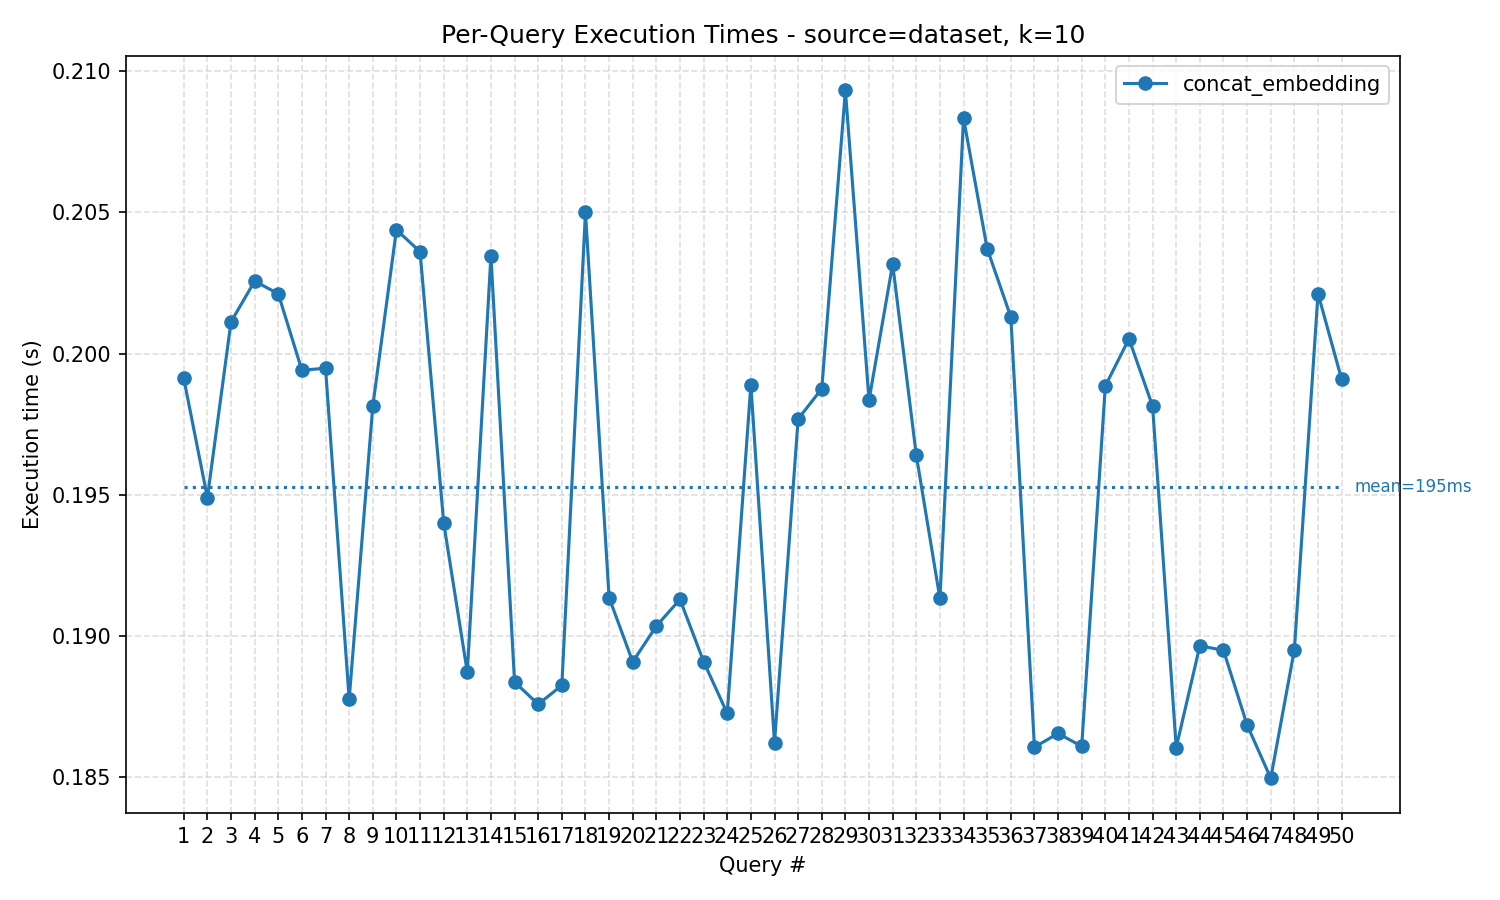 Per-Query Execution Times - source=dataset, k=10
concat_embedding
0.210
0.205
0.200
0.195
0.190
0.185
Execution time (s)
mean=195ms
1 2 3 4 5 6 7 8 9 10 11 12 13 14 15 16 17 18 19 20 21 22 23 24 25 26 27 28 29 30 31 32 33 34 35 36 37 38 39 40 41 42 43 44 45 46 47 48 49 50
Query #